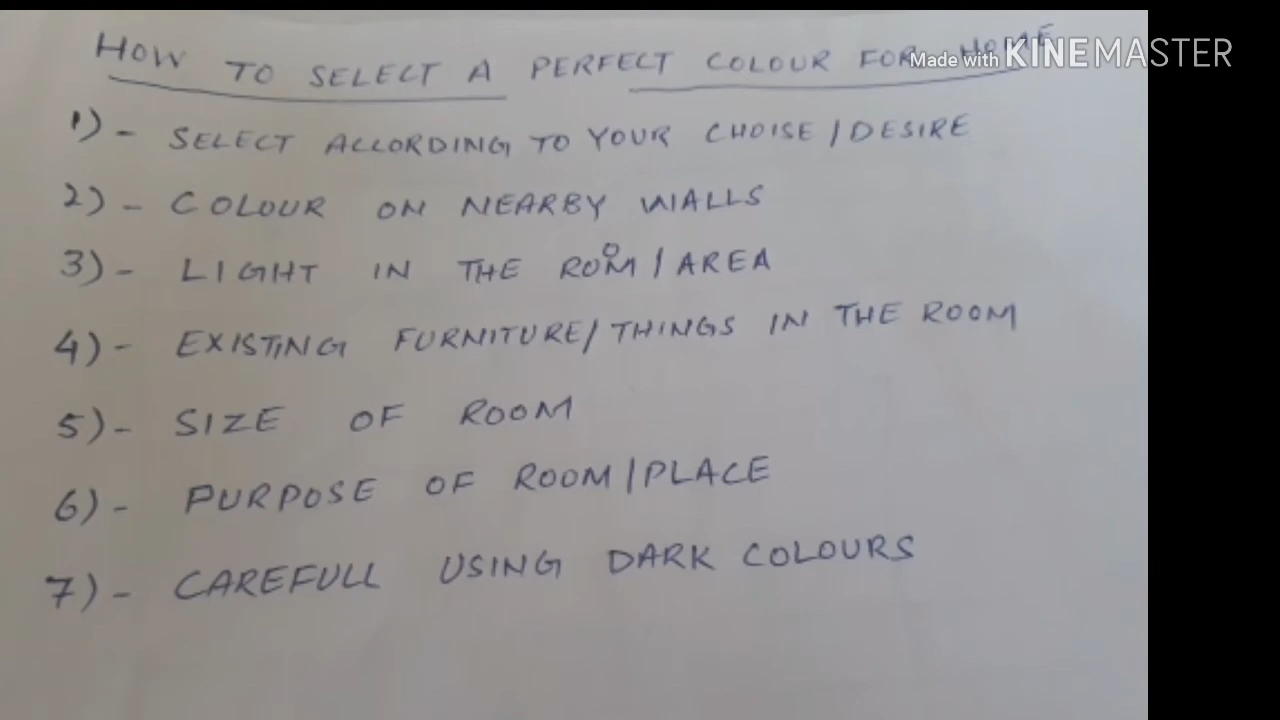 HOW TO SELECT A PERFECT COLOUR FOR HOME
Made with KINEMASTER
1)- SELECT ACCORDING TO YOUR CHOISE/DESIRE
2)- COLOUR ON NEARBY WALLS
3)- LIGHT IN THE ROOM/AREA
4)- EXISTING FURNITURE/THINGS IN THE ROOM
5)- SIZE OF ROOM
6)- PURPOSE OF ROOM/PLACE
7)- CAREFULL USING DARK COLOURS